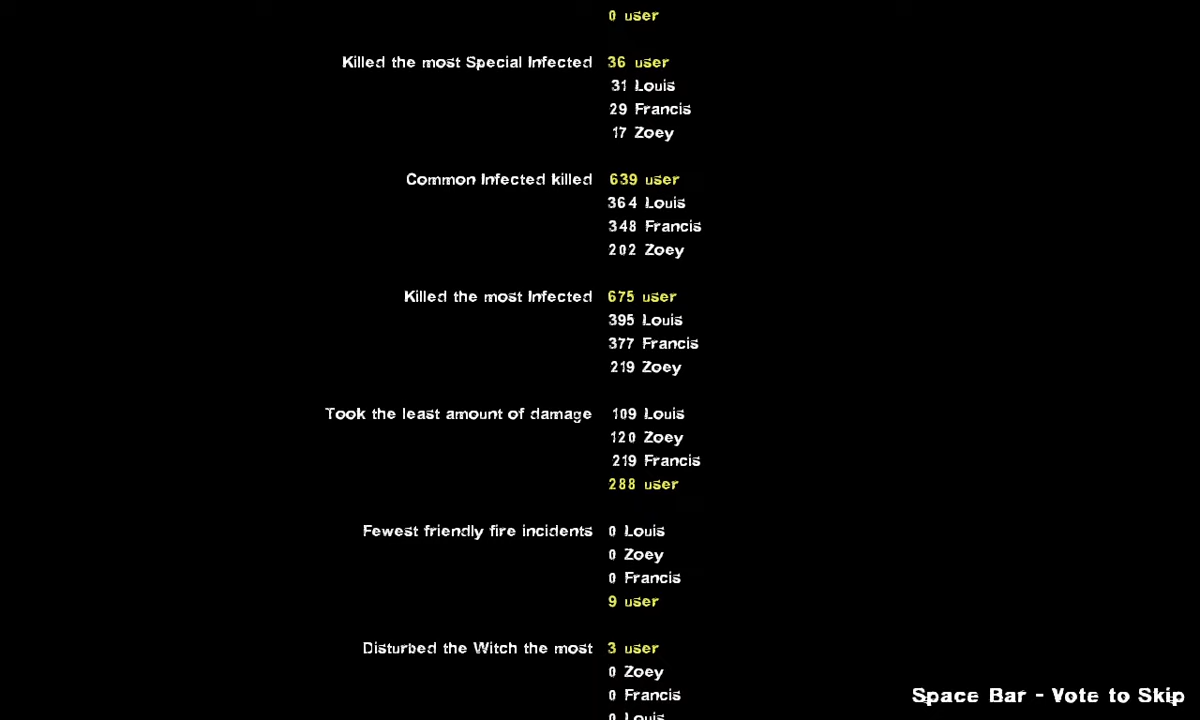 0 user
Killed the most Special Infected 36 user
31 Louis
29 Francis
17 Zoey
Common Infected killed 639 user
364 Louis
348 Francis
202 Zoey
Killed the most Infected 675 user
395 Louis
377 Francis
219 Zoey
Took the least amount of damage 109 Louis
120 Zoey
219 Francis
288 user
Fewest friendly fire incidents 0 Louis
0 Zoey
0 Francis
9 user
Disturbed the Witch the most 3 user
0 Zoey
0 Francis
0 Louis
Space Bar - Vote to Skip